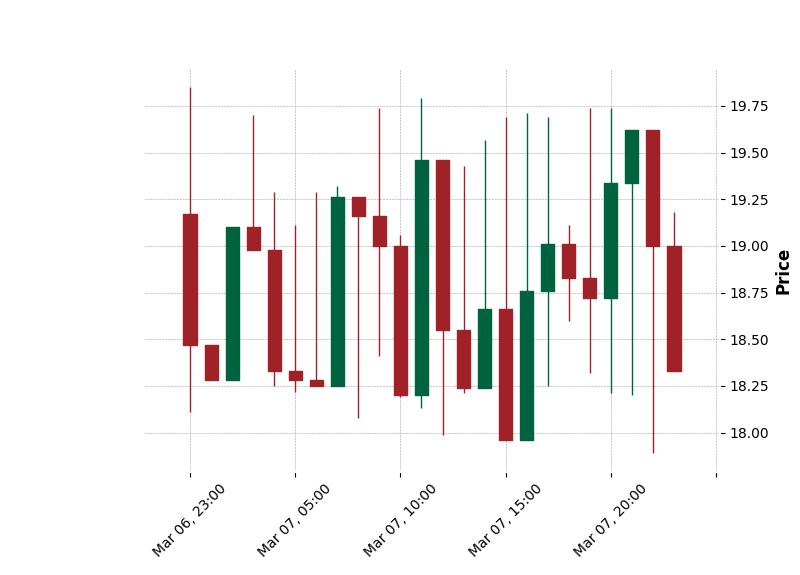 19.75
19.50
19.25
19.00
18.75
18.50
18.25
18.00
Price
Mar 06, 23:00
Mar 07, 05:00
Mar 07, 10:00
Mar 07, 15:00
Mar 07, 20:00